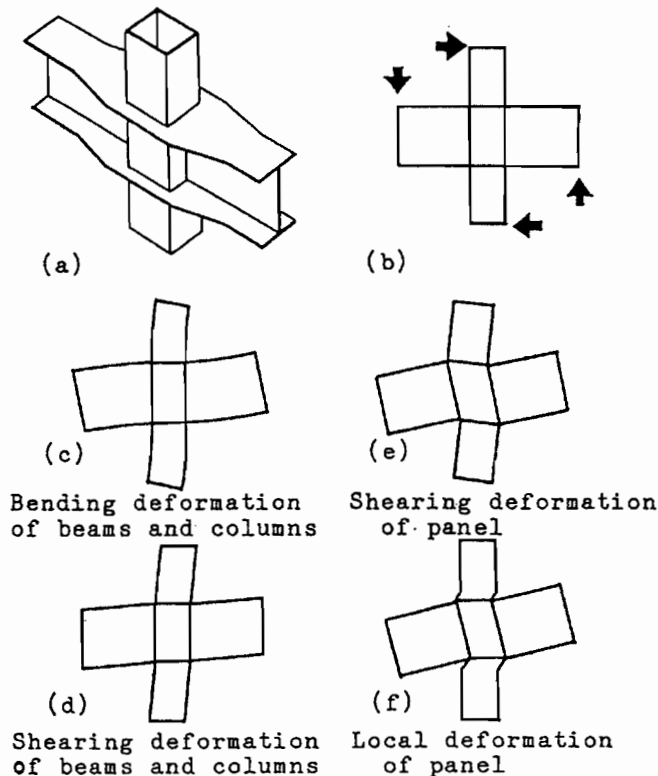 (a)
(b)
(c)
Bending deformation
of beams and columns
(e)
Shearing deformation
of panel
(d)
Shearing deformation
of beams and columns
(f)
Local deformation
of panel